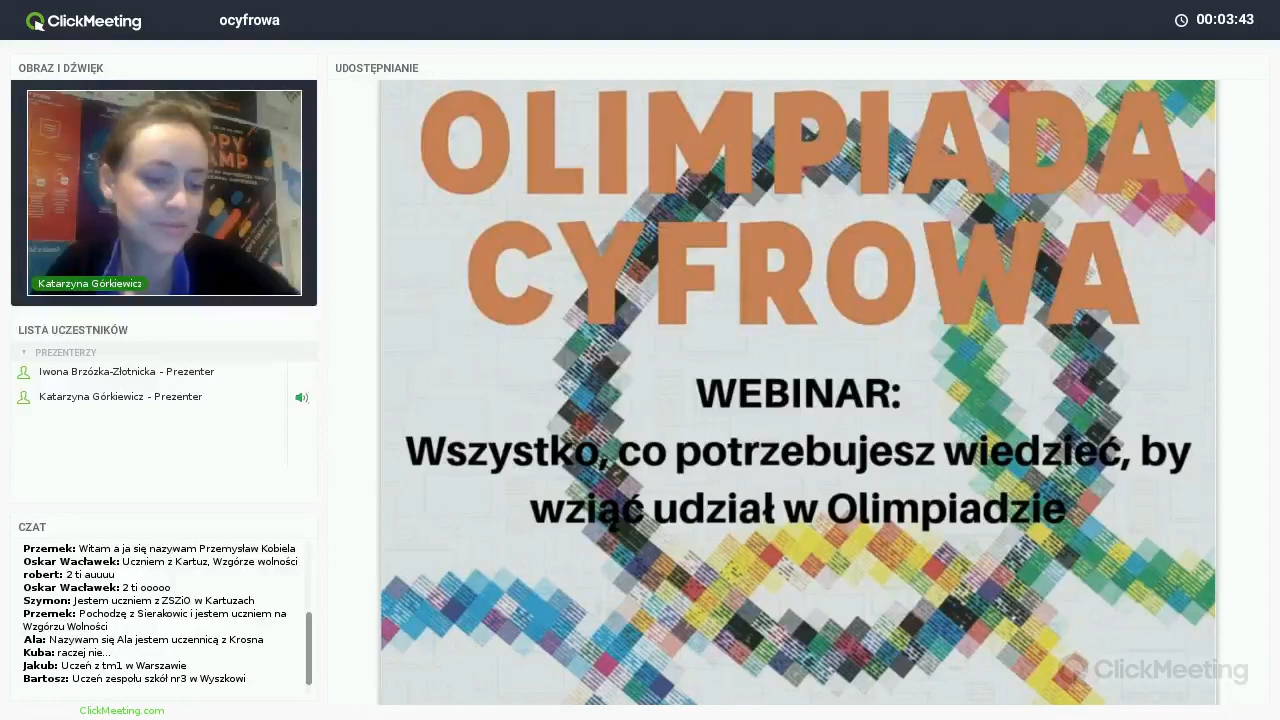 ClickMeeting
ocyfrowa
00:03:43
OBRAZ I DŹWIĘK
Katarzyna Górkiewicz
LISTA UCZESTNIKÓW
PREZENTERZY
Iwona Brzózka-Złotnicka - Prezenter
Katarzyna Górkiewicz - Prezenter
CZAT
Przemek: Witam a ja się nazywam Przemysław Kobiela
Oskar Wacławek: Uczniem z Kartuz, Wzgórze wolności
robert: 2 ti auuuu
Oskar Wacławek: 2 ti ooooo
Szymon: Jestem uczniem z ZSZiO w Kartuzach
Przemek: Pochodzę z Sierakowic i jestem uczniem na
Wzgórzu Wolności
Ala: Nazywam się Ala jestem uczennicą z Krosna
Kuba: raczej nie...
Jakub: Uczeń z tm1 w Warszawie
Bartosz: Uczeń zespołu szkół nr3 w Wyszkowi
ClickMeeting.com
UDOSTĘPNIANIE
OLIMPIADA
CYFROWA
WEBINAR:
Wszystko, co potrzebujesz wiedzieć, by
wziąć udział w Olimpiadzie
ClickMeeting